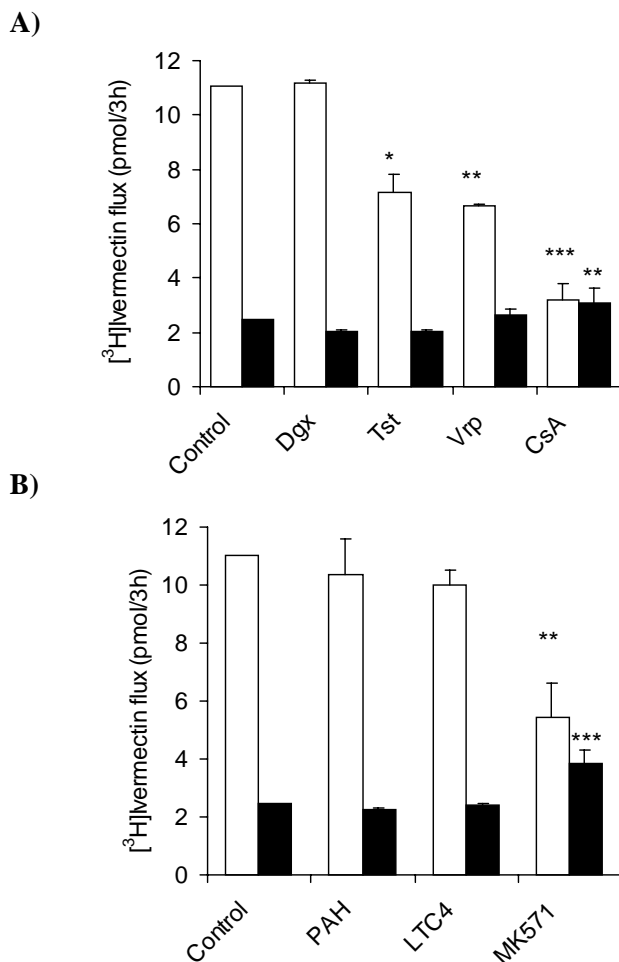 A)
[³H]Ivermectin flux (pmol/3h)
12
10
8
6
4
2
0
*
**
***
**
Control
Dgx
Tst
Vrp
CsA
B)
[³H]Ivermectin flux (pmol/3h)
12
10
8
6
4
2
0
**
***
Control
PAH
LTC4
MK571